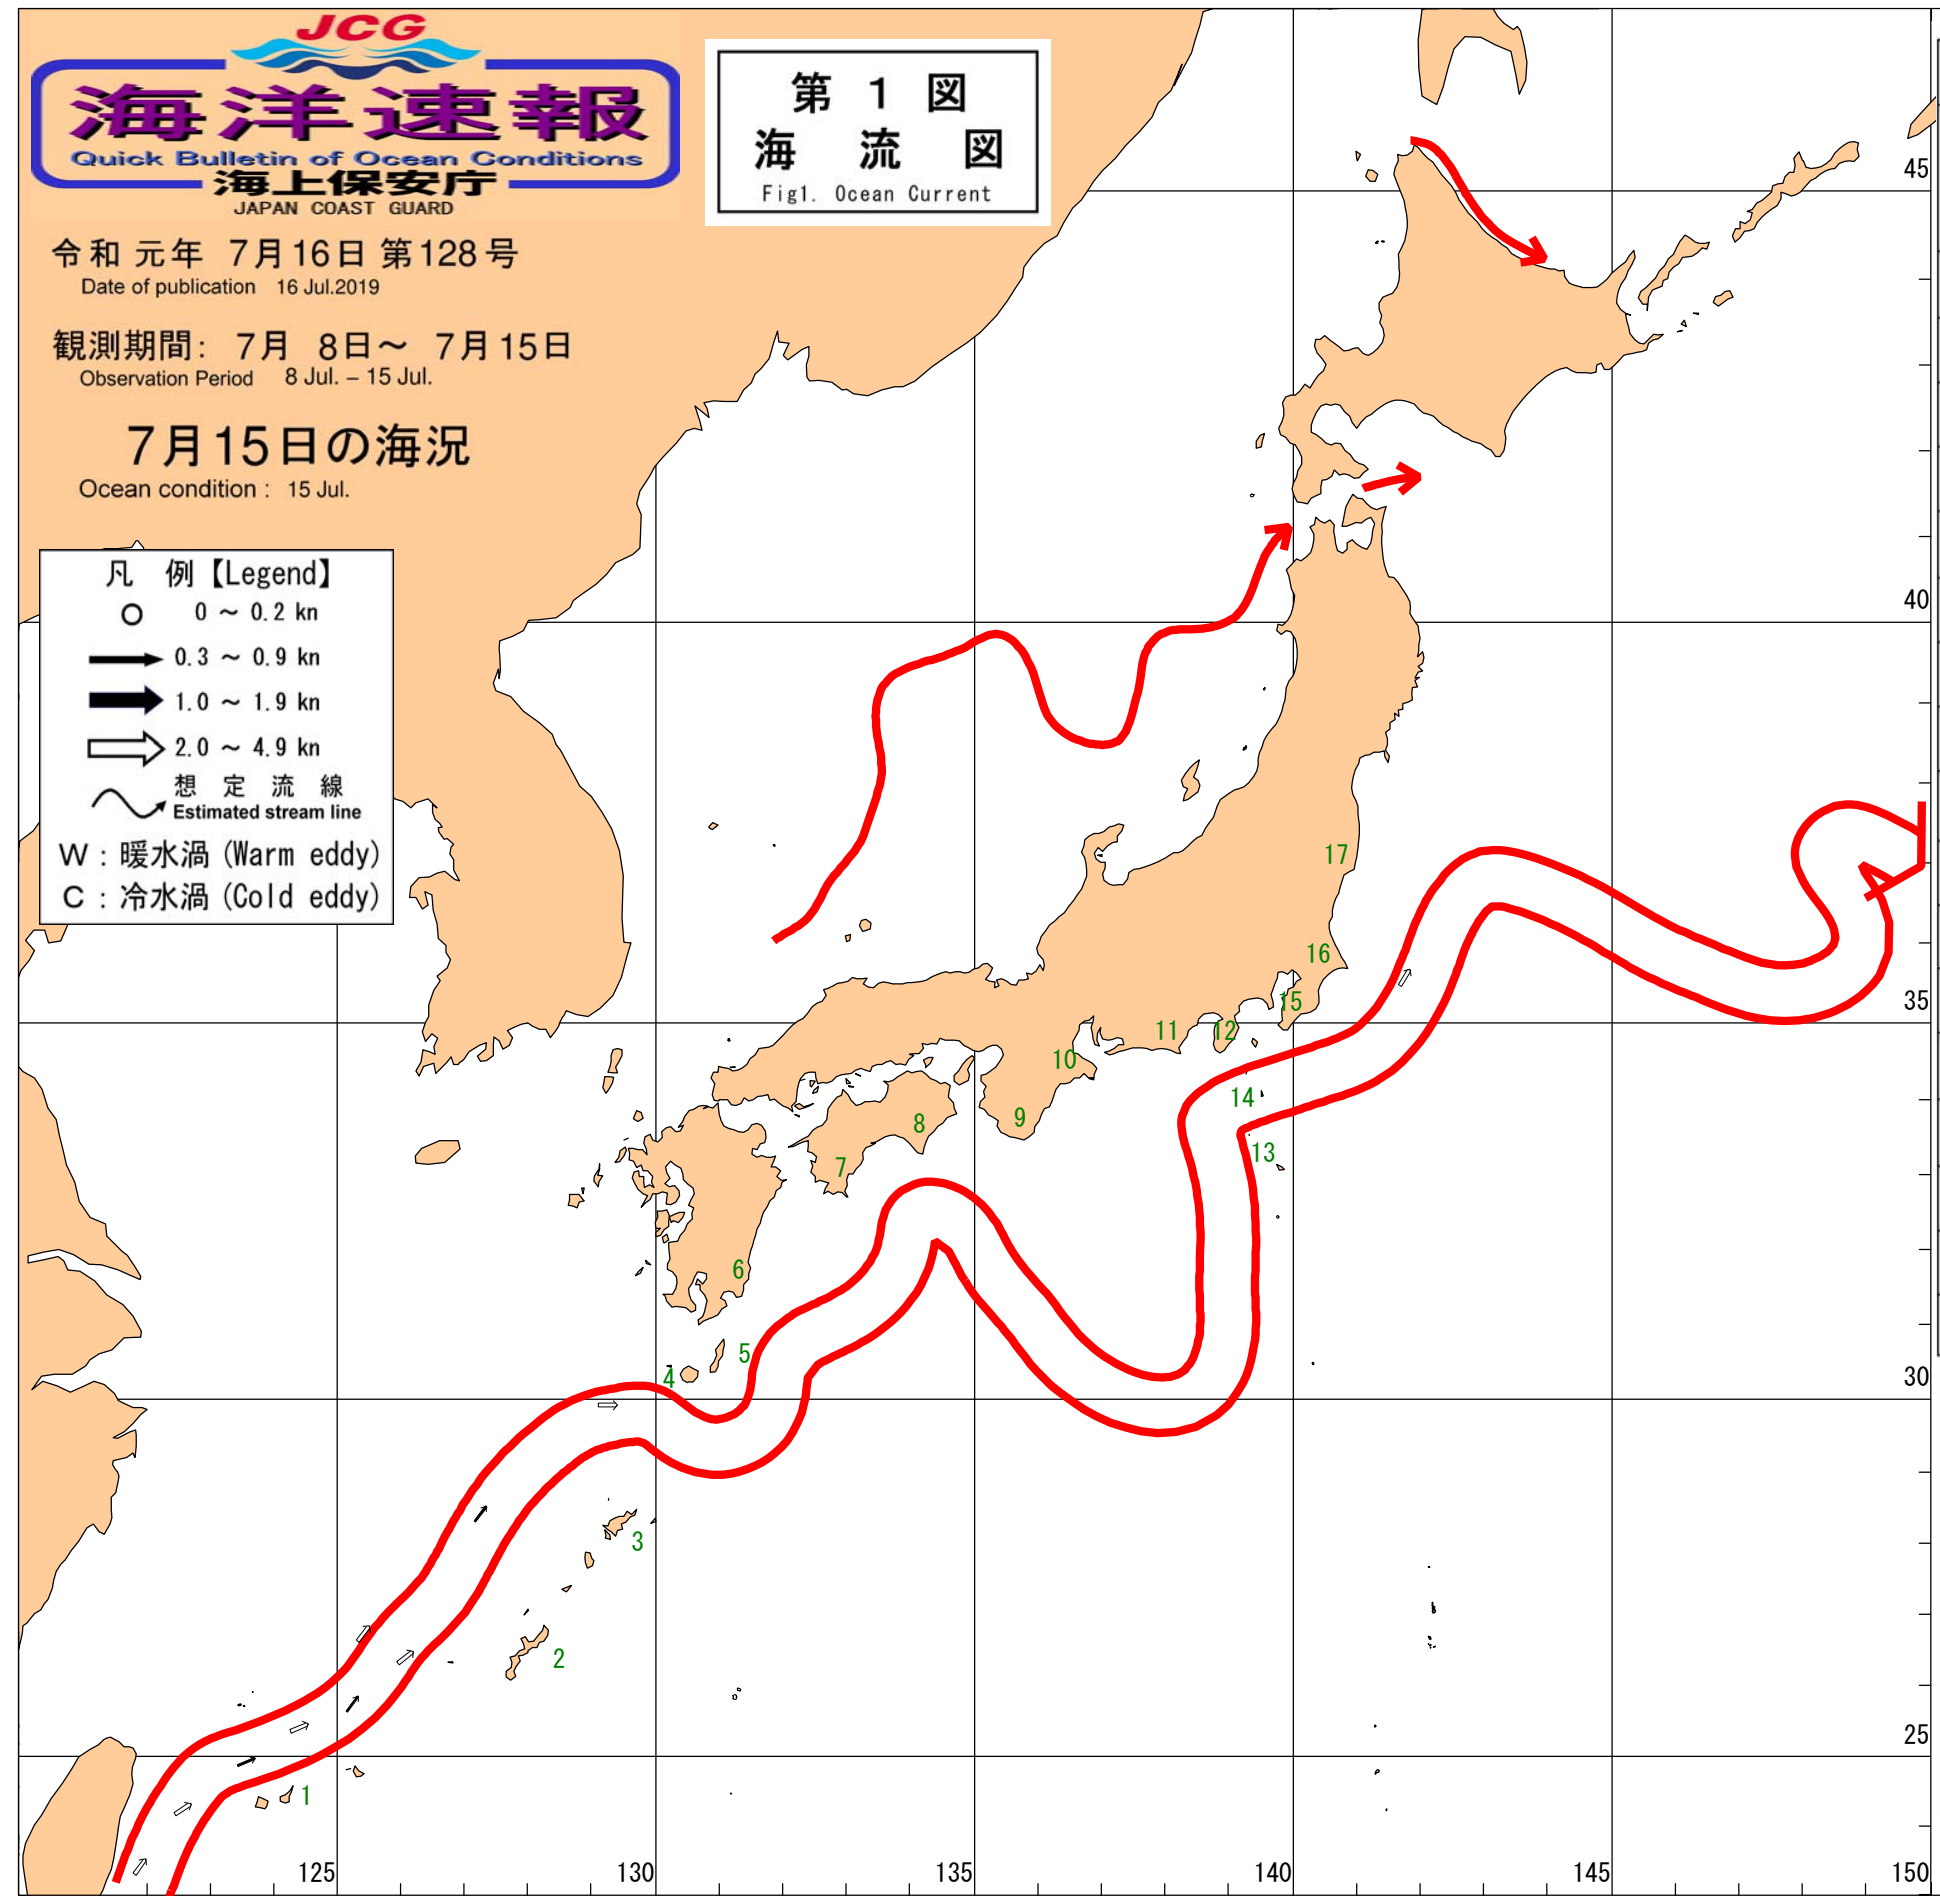 JCG
海洋速報
Quick Bulletin of Ocean Conditions
海上保安庁
JAPAN COAST GUARD
第 1 図
海 流 図
Fig1. Ocean Current
令和 元年 7月16日 第128号
Date of publication 16 Jul.2019
観測期間: 7月 8日~ 7月15日
Observation Period 8 Jul. – 15 Jul.
7月15日の海況
Ocean condition : 15 Jul.
凡 例【Legend】
0 ~ 0.2 kn
0.3 ~ 0.9 kn
1.0 ~ 1.9 kn
2.0 ~ 4.9 kn
想 定 流 線
Estimated stream line
W : 暖水渦 (Warm eddy)
C : 冷水渦 (Cold eddy)
45
40
35
30
25
17
16
15
11
12
10
14
9
8
13
7
6
5
4
3
2
1
125
130
135
140
145
150